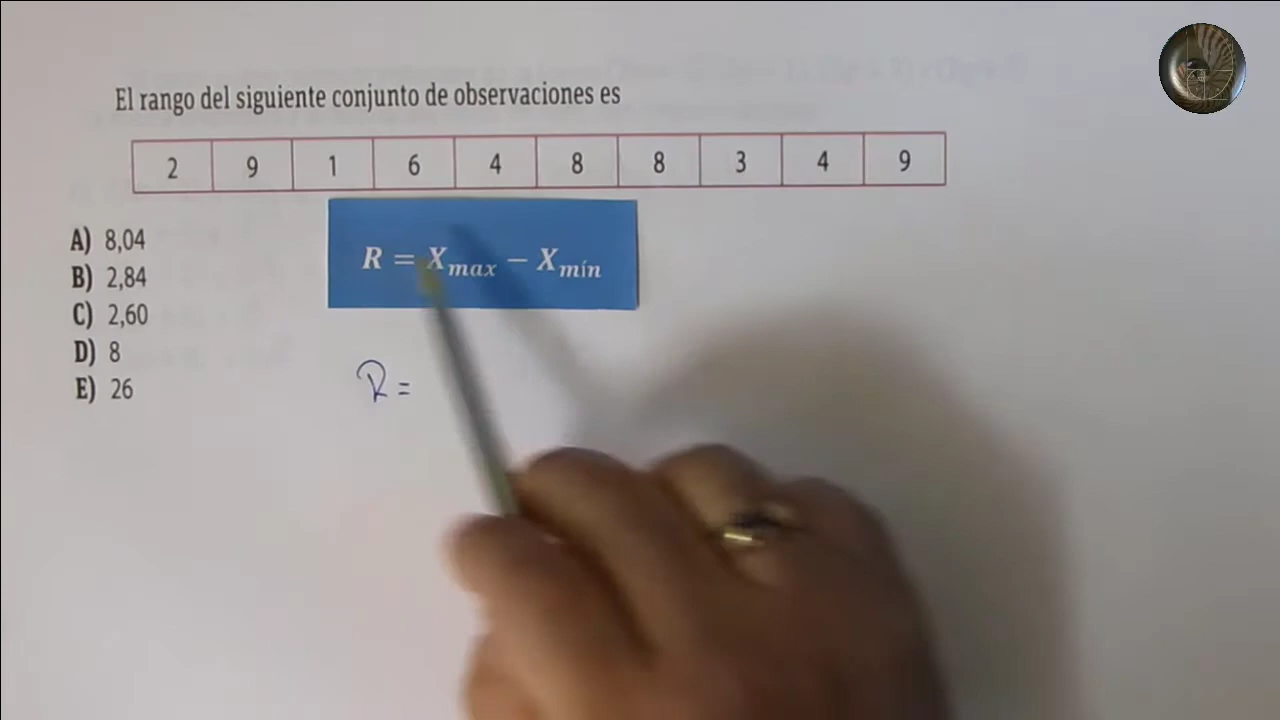 El rango del siguiente conjunto de observaciones es
2 9 1 6 4 8 8 3 4 9
A) 8,04
B) 2,84
C) 2,60
D) 8
E) 26
R = Xmax − Xmín
R =